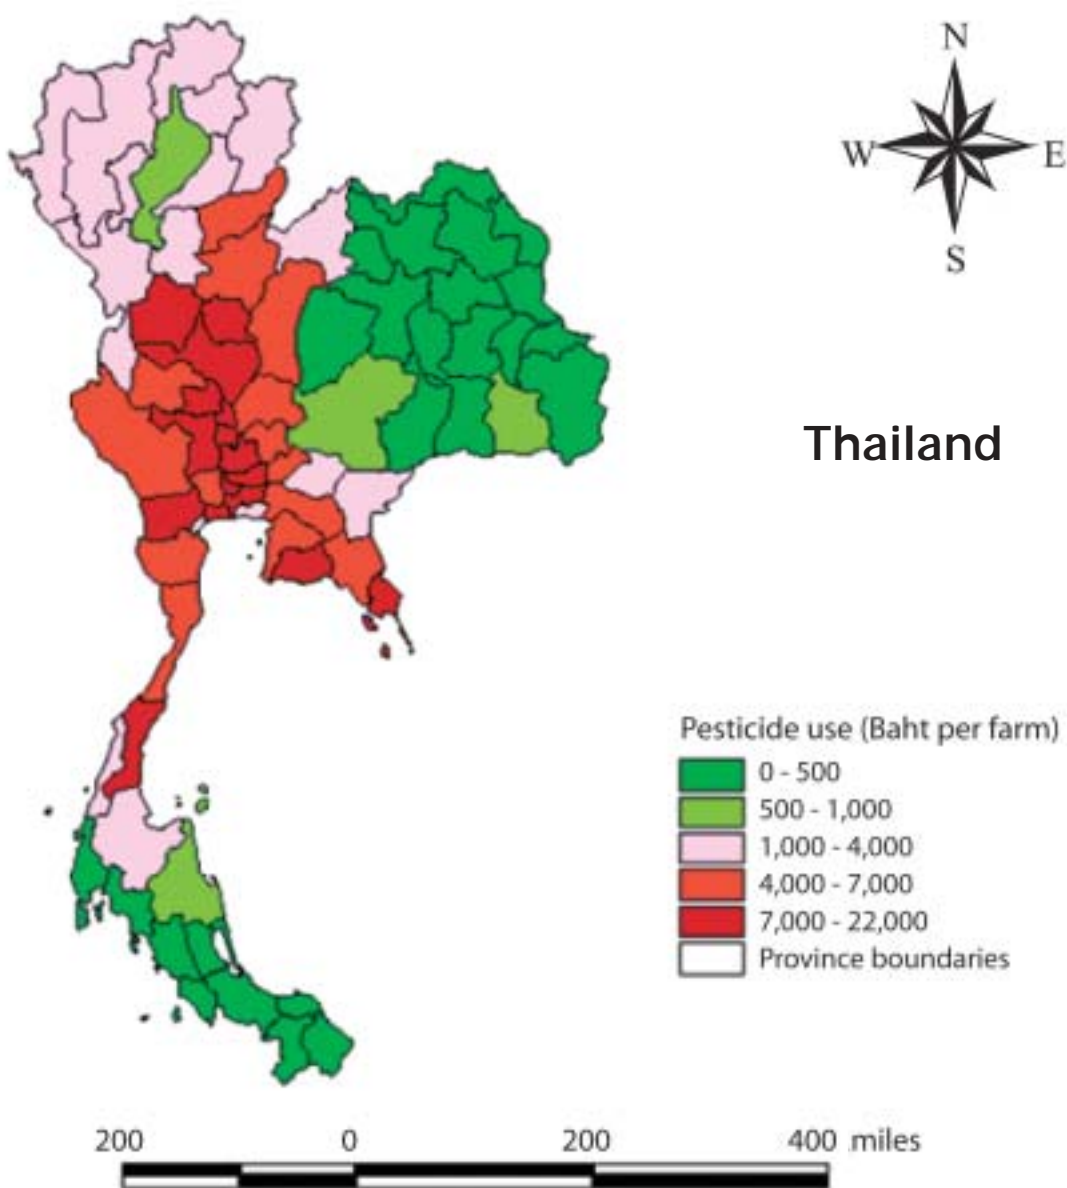 N
W E
S
Thailand
Pesticide use (Baht per farm)
0 - 500
500 - 1,000
1,000 - 4,000
4,000 - 7,000
7,000 - 22,000
Province boundaries
200 0 200 400 miles